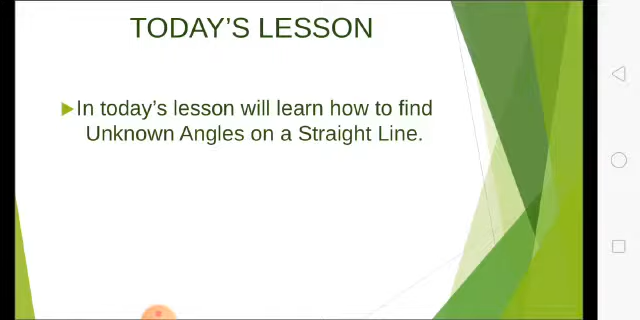 TODAY’S LESSON
In today’s lesson will learn how to find
Unknown Angles on a Straight Line.